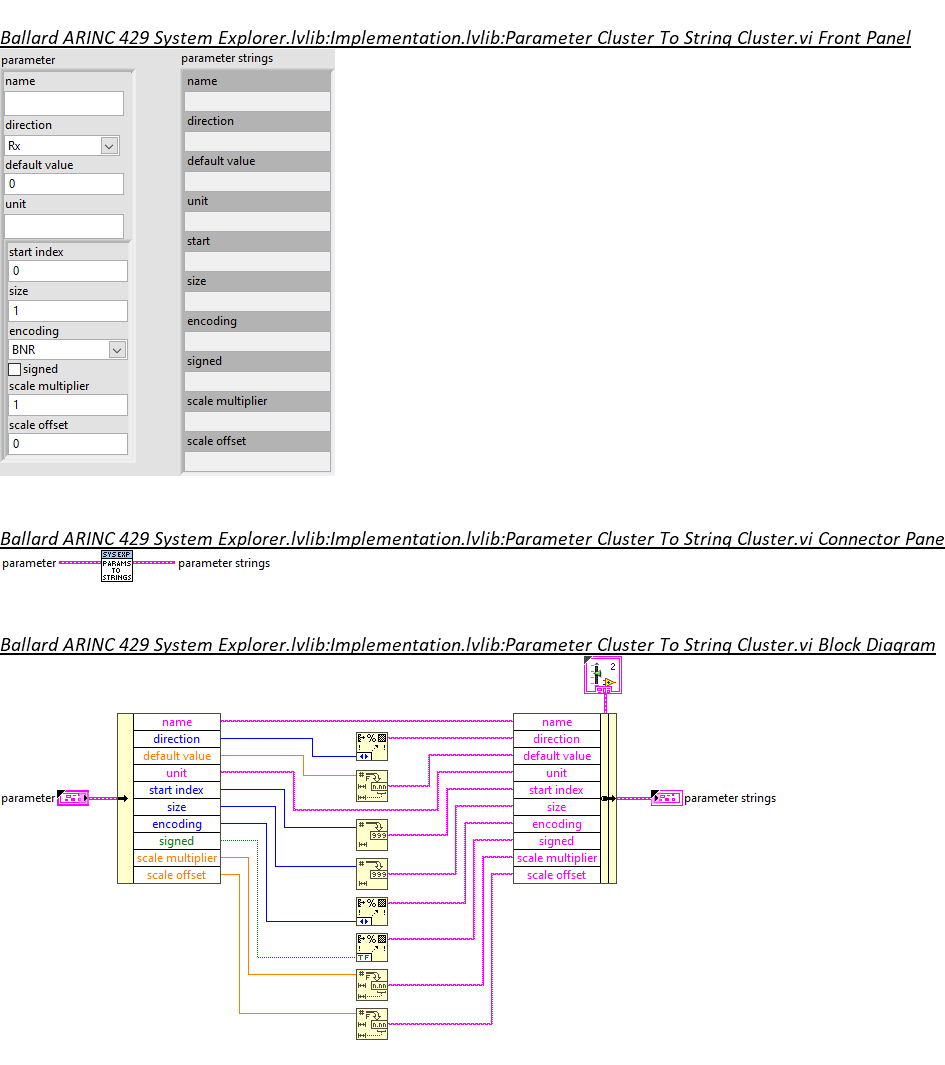 Ballard ARINC 429 System Explorer.lvlib:Implementation.lvlib:Parameter Cluster To String Cluster.vi Front Panel
parameter
name
direction
Rx
default value
0
unit
start index
0
size
1
encoding
BNR
signed
scale multiplier
1
scale offset
0
parameter strings
name
direction
default value
unit
start
size
encoding
signed
scale multiplier
scale offset
Ballard ARINC 429 System Explorer.lvlib:Implementation.lvlib:Parameter Cluster To String Cluster.vi Connector Pane
parameter
SYS EXP
PARAMS
TO
STRINGS
parameter strings
Ballard ARINC 429 System Explorer.lvlib:Implementation.lvlib:Parameter Cluster To String Cluster.vi Block Diagram
2
parameter
name
direction
default value
unit
start index
size
encoding
signed
scale multiplier
scale offset
999
999
TF
name
direction
default value
unit
start index
size
encoding
signed
scale multiplier
scale offset
parameter strings